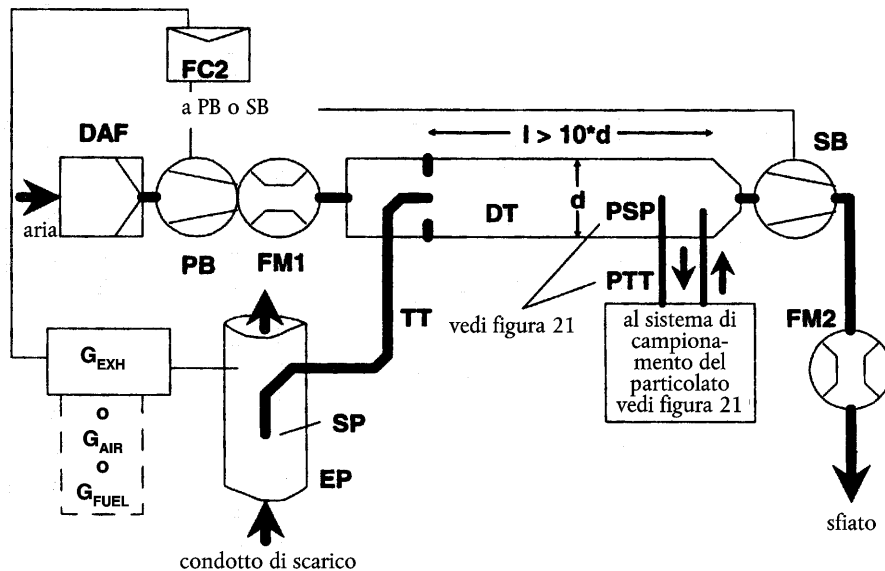 FC2
a PB o SB
DAF
l > 10*d
SB
aria
d
DT
PSP
PB
FM1
PTT
TT
vedi figura 21
al sistema di
campiona-
mento del
particolato
vedi figura 21
FM2
G_EXH
o
G_AIR
o
G_FUEL
SP
EP
sfiato
condotto di scarico